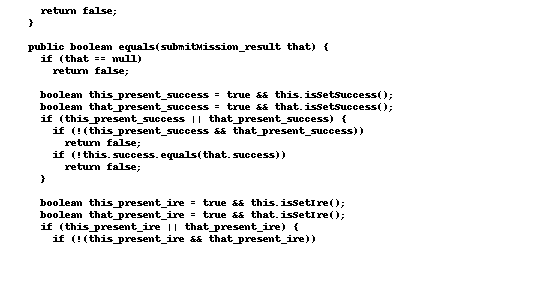 return false;
}
public boolean equals(submitMission_result that) {
if (that == null)
return false;
boolean this_present_success = true && this.isSetSuccess();
boolean that_present_success = true && that.isSetSuccess();
if (this_present_success || that_present_success) {
if (!(this_present_success && that_present_success))
return false;
if (!this.success.equals(that.success))
return false;
}
boolean this_present_ire = true && this.isSetIre();
boolean that_present_ire = true && that.isSetIre();
if (this_present_ire || that_present_ire) {
if (!(this_present_ire && that_present_ire))